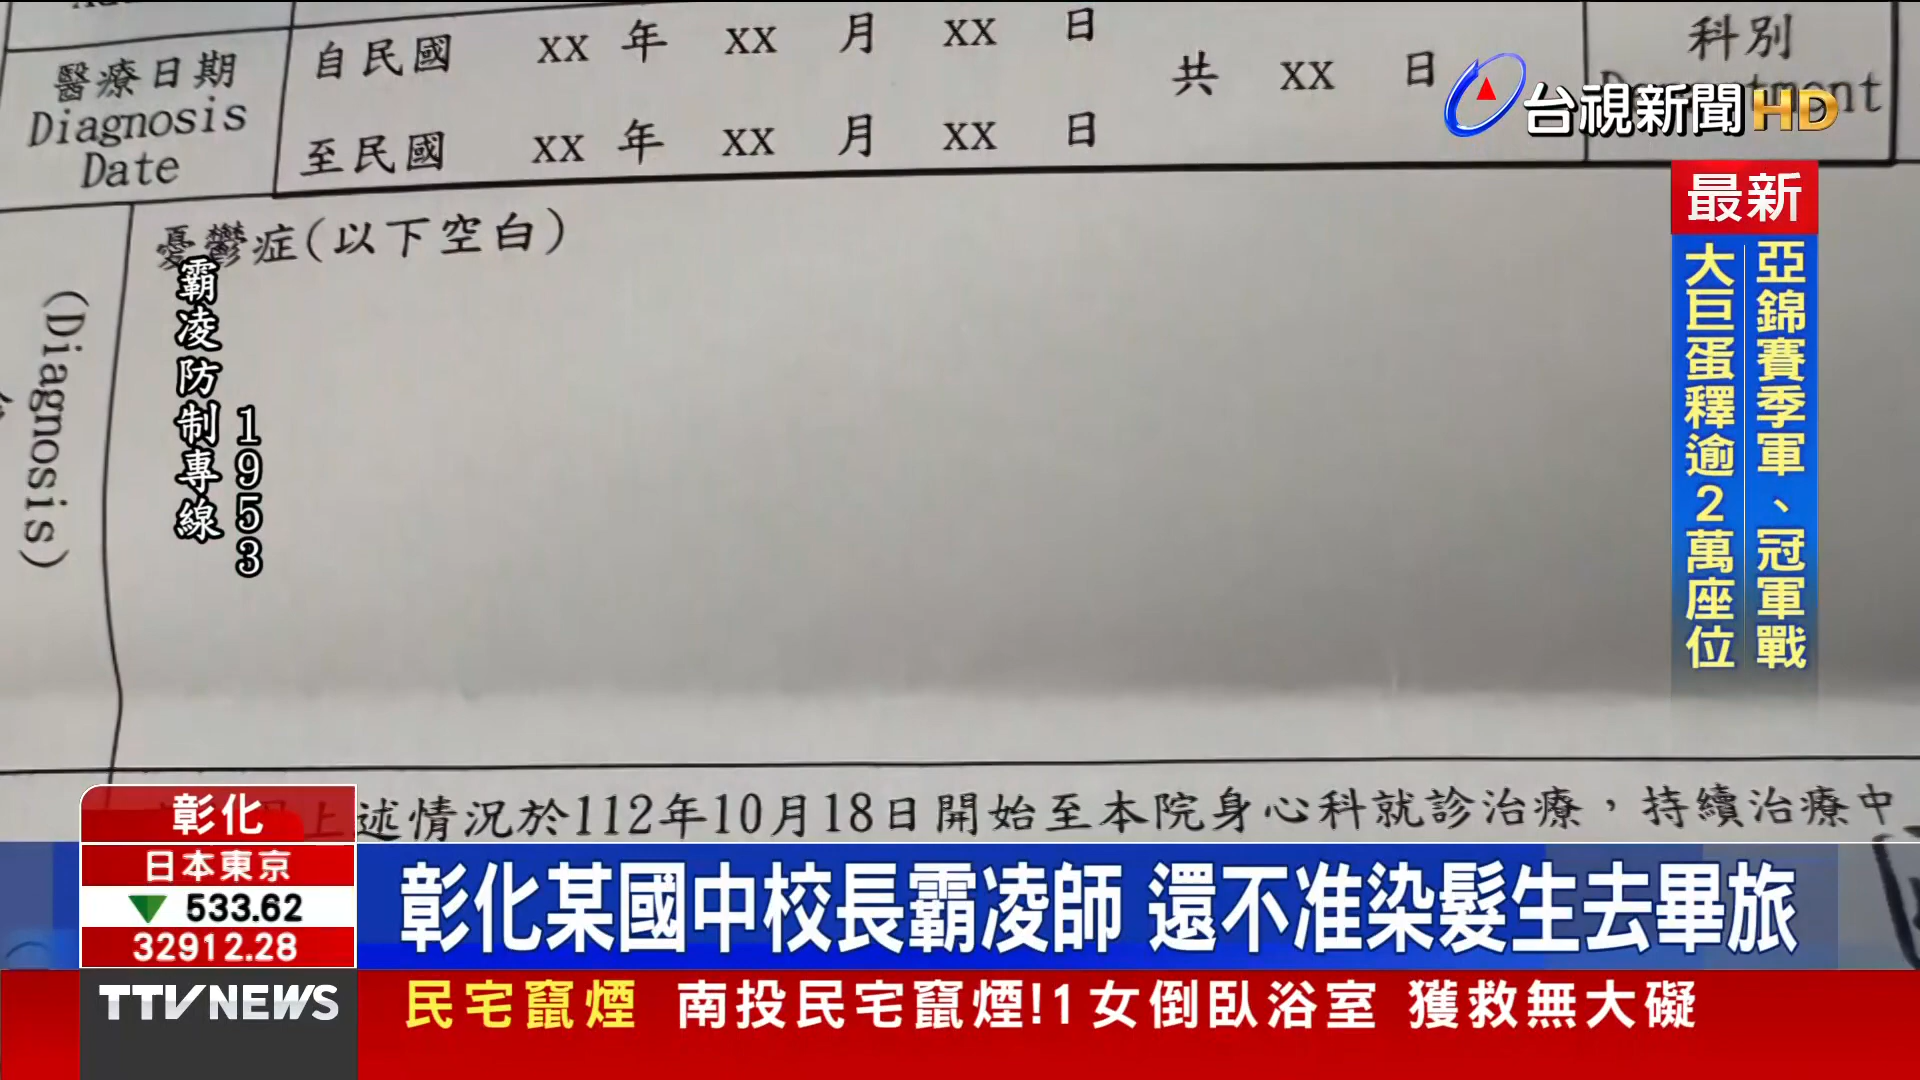 自民國 XX 年 XX 月 XX 日
至民國 XX 年 XX 月 XX 日
共 XX 日
醫療日期
Diagnosis
Date
科別
台視新聞HD
最新
亞錦賽季軍、冠軍戰
大巨蛋釋逾2萬座位
憂鬱症(以下空白)
(Diagnosis)
霸凌防制專線
1953
上述情況於112年10月18日開始至本院身心科就診治療，持續治療中
彰化
日本東京
533.62
32912.28
彰化某國中校長霸凌師 還不准染髮生去畢旅
TTV NEWS
民宅竄煙 南投民宅竄煙!1女倒臥浴室 獲救無大礙